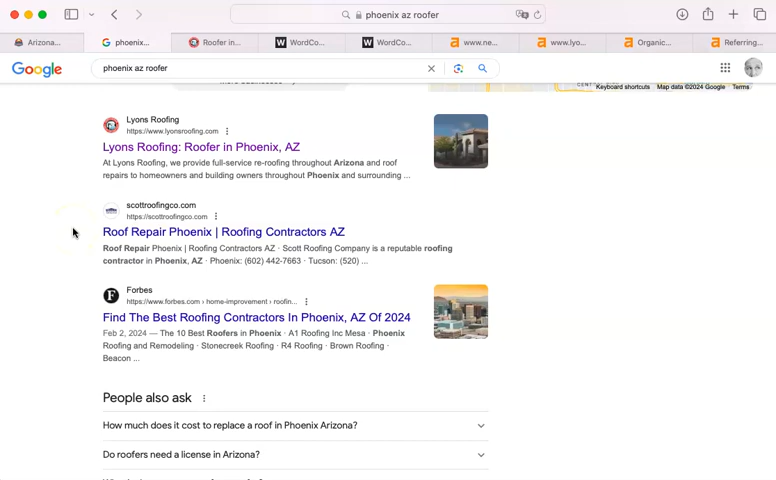 phoenix az roofer
Arizona...
phoenix...
Roofer in...
WordCo...
WordCo...
www.ne...
www.lyo...
Organic...
Referring...
Google
phoenix az roofer
Keyboard shortcuts
Map data ©2024 Google
Terms
Lyons Roofing
https://www.lyonsroofing.com
Lyons Roofing: Roofer in Phoenix, AZ
At Lyons Roofing, we provide full-service re-roofing throughout Arizona and roof
repairs to homeowners and building owners throughout Phoenix and surrounding ...
scottroofingco.com
https://scottroofingco.com
Roof Repair Phoenix | Roofing Contractors AZ
Roof Repair Phoenix | Roofing Contractors AZ · Scott Roofing Company is a reputable roofing
contractor in Phoenix, AZ · Phoenix: (602) 442-7663 · Tucson: (520) ...
Forbes
https://www.forbes.com › home-improvement › roofin...
Find The Best Roofing Contractors In Phoenix, AZ Of 2024
Feb 2, 2024 — The 10 Best Roofers in Phoenix · A1 Roofing Inc Mesa · Phoenix
Roofing and Remodeling · Stonecreek Roofing · R4 Roofing · Brown Roofing ·
Beacon ...
People also ask
How much does it cost to replace a roof in Phoenix Arizona?
Do roofers need a license in Arizona?